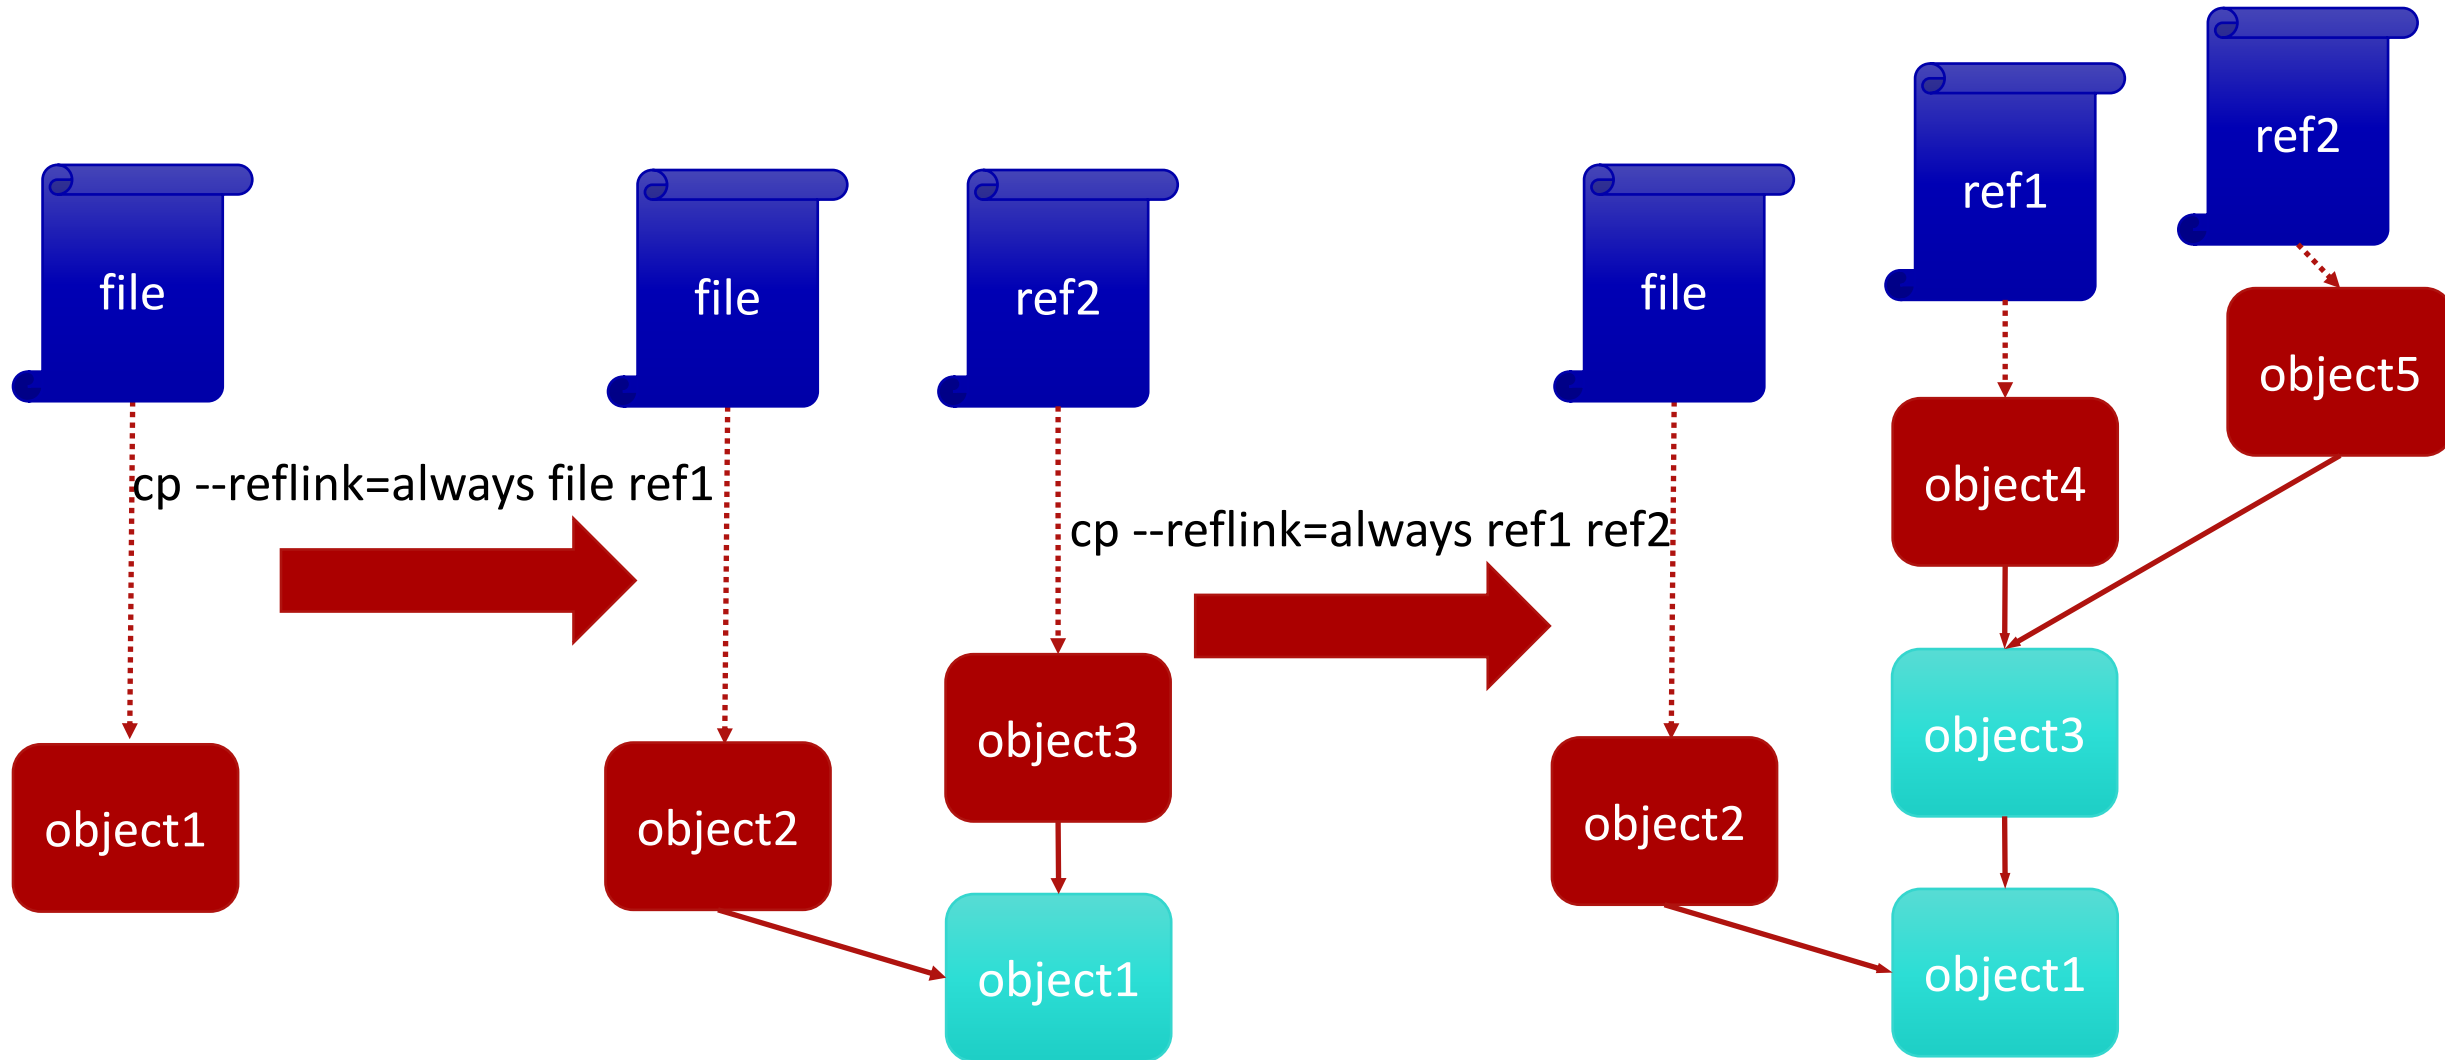 file
object1
cp --reflink=always file ref1
file
ref2
object2
object3
object1
cp --reflink=always ref1 ref2
file
ref1
ref2
object5
object4
object2
object3
object1